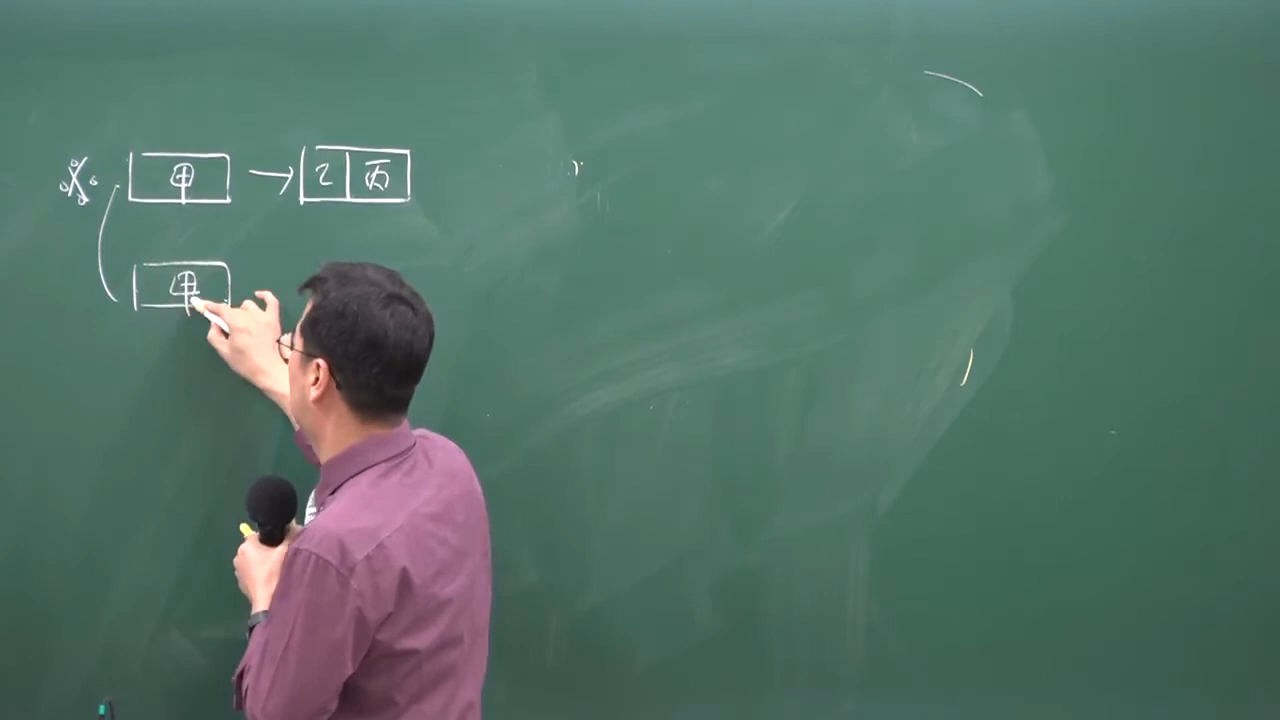 ※ 甲 → 乙 丙
甲